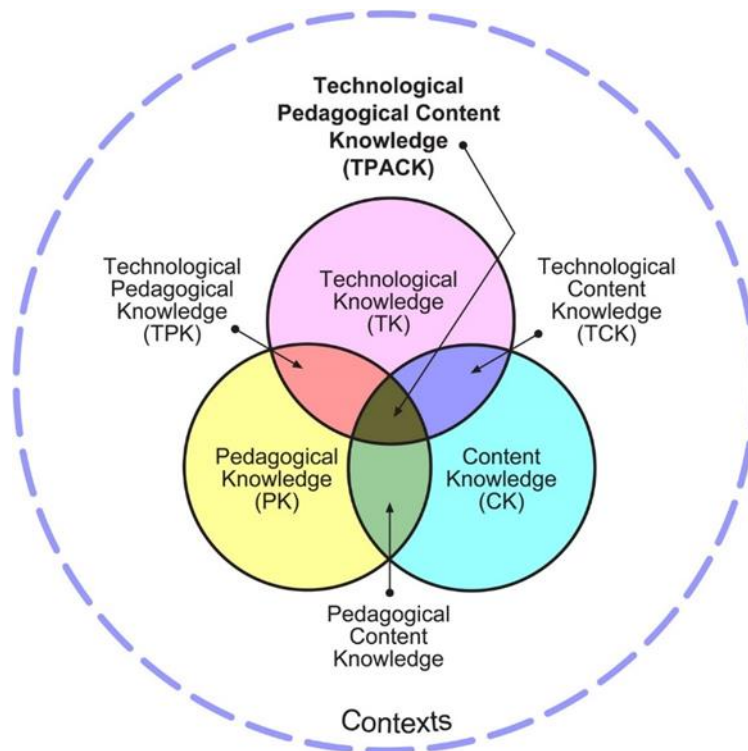 Technological
Pedagogical Content
Knowledge
(TPACK)
Technological
Pedagogical
Knowledge
(TPK)
Technological
Knowledge
(TK)
Technological
Content
Knowledge
(TCK)
Pedagogical
Knowledge
(PK)
Content
Knowledge
(CK)
Pedagogical
Content
Knowledge
Contexts